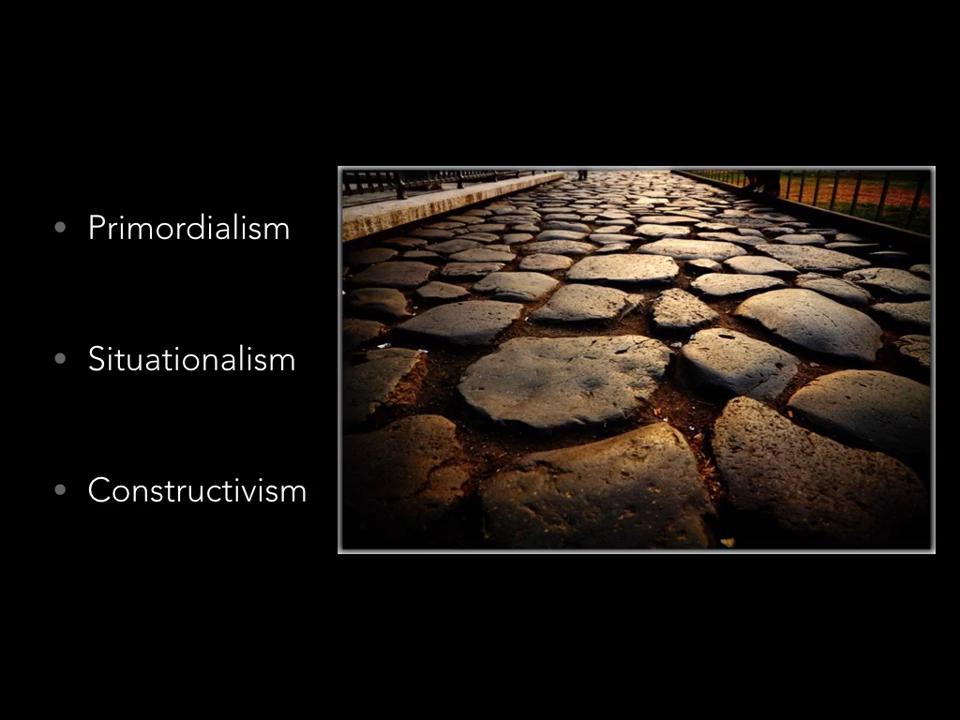 • Primordialism
• Situationalism
• Constructivism